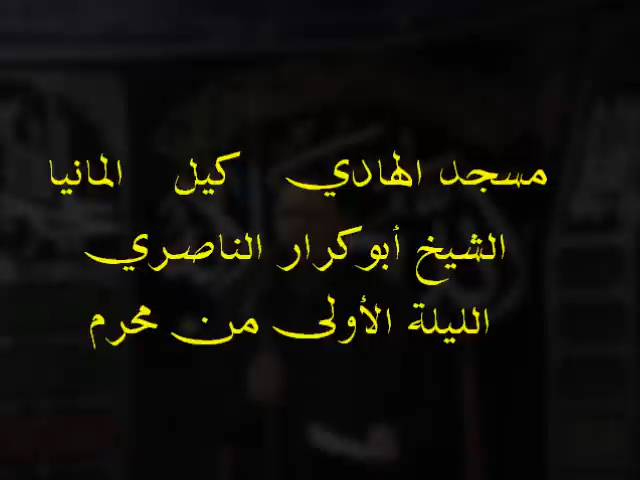 مسجد الهادي كيل المانيا
الشيخ أبوكرار الناصري
الليلة الأولى من محرم